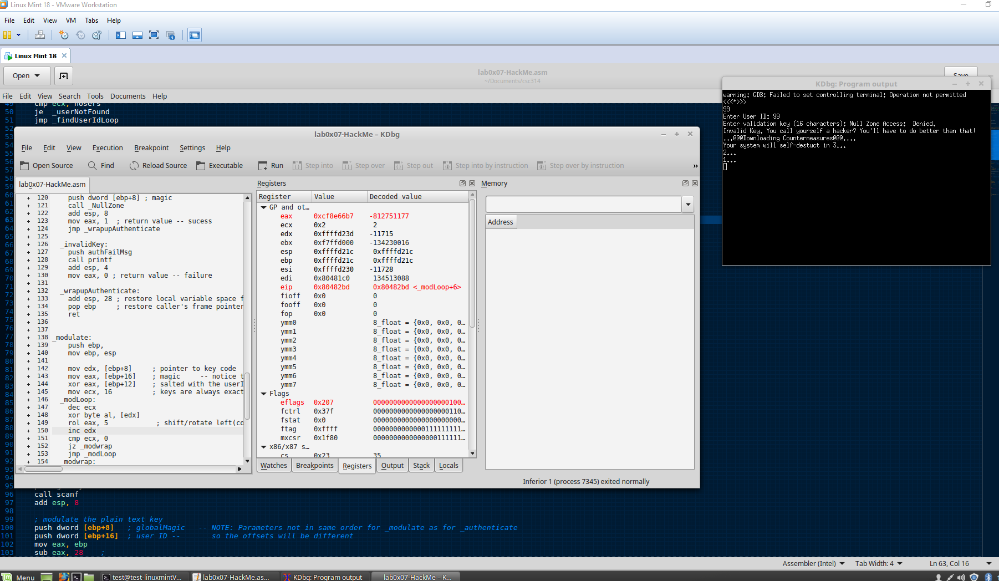 Linux Mint 18 - VMware Workstation
File Edit View VM Tabs Help
Linux Mint 18
Open
lab0x07-HackMe.asm
~/Documents/csc314
Save
File Edit View Search Tools Documents Help
49 cmp ecx, nUsers
50 je _userNotFound
51 jmp _findUserIdLoop
52
53
54
55
56
57
58
59
60
61
62
63
64
65
66
67
68
69
70
71
72
73
74
75
76
77
78
79
80
81
82
83
84
85
86
87
88
89
90
91
92
93
94
95
96 call scanf
97 add esp, 8
98
99 ; modulate the plain text key
100 push dword [ebp+8] ; globalMagic -- NOTE: Parameters not in same order for _modulate as for _authenticate
101 push dword [ebp+16] ; user ID -- so the offsets will be different
102 mov eax, ebp
103 sub eax, 28 ;
lab0x07-HackMe – KDbg
File Edit View Execution Breakpoint Settings Help
Open Source Find Reload Source Executable Run Step into Step over Step out Step into by instruction Step over by instruction »
lab0x07-HackMe.asm
+ 120 push dword [ebp+8] ; magic
+ 121 call _NullZone
+ 122 add esp, 8
+ 123 mov eax, 1 ; return value -- sucess
+ 124 jmp _wrapupAuthenticate
+ 125
+ 126 _invalidKey:
+ 127 push authFailMsg
+ 128 call printf
+ 129 add esp, 4
+ 130 mov eax, 0 ; return value -- failure
+ 131
+ 132 _wrapupAuthenticate:
+ 133 add esp, 28 ; restore local variable space f
+ 134 pop ebp ; restore caller's frame pointer
+ 135 ret
+ 136
+ 137
+ 138 _modulate:
+ 139 push ebp,
+ 140 mov ebp, esp
+ 141
+ 142 mov edx, [ebp+8] ; pointer to key code
+ 143 mov eax, [ebp+16] ; magic -- notice t
+ 144 xor eax, [ebp+12] ; salted with the userI
+ 145 mov ecx, 16 ; keys are always exact
+ 146 _modLoop:
+ 147 dec ecx
+ 148 xor byte al, [edx]
+ 149 rol eax, 5 ; shift/rotate left(co
+ 150 inc edx
+ 151 cmp ecx, 0
+ 152 jz _modwrap
+ 153 jmp _modLoop
+ 154 modwrap:
Registers
Register Value Decoded value
GP and ot...
eax 0xcf8e66b7 -812751177
ecx 0x2 2
edx 0xffffd23d -11715
ebx 0xf7ffd000 -134230016
esp 0xffffd21c 0xffffd21c
ebp 0xffffd21c 0xffffd21c
esi 0xffffd230 -11728
edi 0x80481c0 134513088
eip 0x80482bd 0x80482bd <_modLoop+6>
fioff 0x0 0
fooff 0x0 0
fop 0x0 0
ymm0 8_float = {0x0, 0x0, 0...
ymm1 8_float = {0x0, 0x0, 0...
ymm2 8_float = {0x0, 0x0, 0...
ymm3 8_float = {0x0, 0x0, 0...
ymm4 8_float = {0x0, 0x0, 0...
ymm5 8_float = {0x0, 0x0, 0...
ymm6 8_float = {0x0, 0x0, 0...
ymm7 8_float = {0x0, 0x0, 0...
Flags
eflags 0x207 0000000000000000000100...
fctrl 0x37f 0000000000000000000110...
fstat 0x0 0000000000000000000000...
ftag 0xffff 0000000000000111111111...
mxcsr 0x1f80 0000000000000000111111...
x86/x87 s...
cs 0x23 35
Watches Breakpoints Registers Output Stack Locals
Memory
Address
Inferior 1 (process 7345) exited normally
KDbg: Program output
warning: GDB: Failed to set controlling terminal: Operation not permitted
<<<*>>>
99
Enter User ID: 99
Enter validation key (16 characters): Null Zone Access: Denied.
Invalid Key. You call yourself a hacker? You'll have to do better than that!
...@@@Downloading Countermeasures@@@....
Your system will self-destuct in 3...
2...
1...
Assembler (Intel) Tab Width: 4 Ln 63, Col 16
Menu test@test-linuxmintV... lab0x07-HackMe.as... KDbg: Program output lab0x07-HackMe – K...